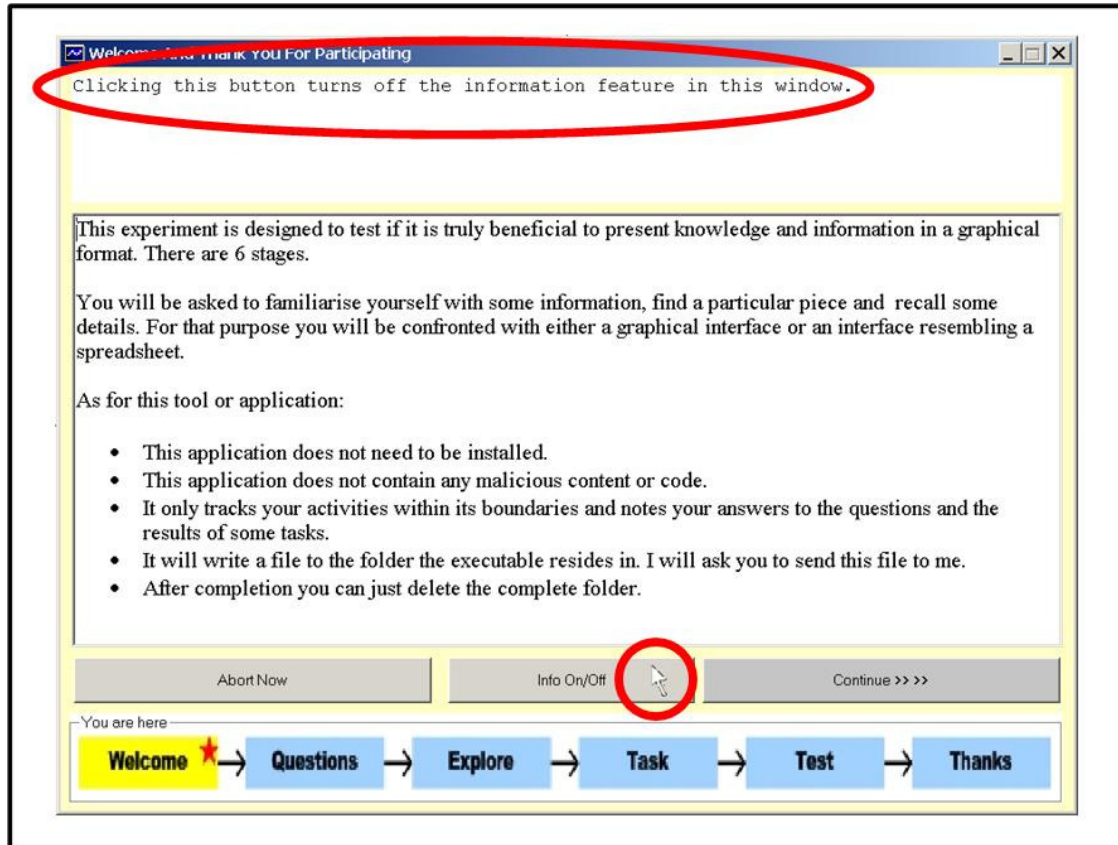 Welcome And Thank You For Participating
Clicking this button turns off the information feature in this window.
This experiment is designed to test if it is truly beneficial to present knowledge and information in a graphical
format. There are 6 stages.
You will be asked to familiarise yourself with some information, find a particular piece and recall some
details. For that purpose you will be confronted with either a graphical interface or an interface resembling a
spreadsheet.
As for this tool or application:
• This application does not need to be installed.
• This application does not contain any malicious content or code.
• It only tracks your activities within its boundaries and notes your answers to the questions and the
results of some tasks.
• It will write a file to the folder the executable resides in. I will ask you to send this file to me.
• After completion you can just delete the complete folder.
Abort Now Info On/Off Continue >> >>
You are here
Welcome → Questions → Explore → Task → Test → Thanks